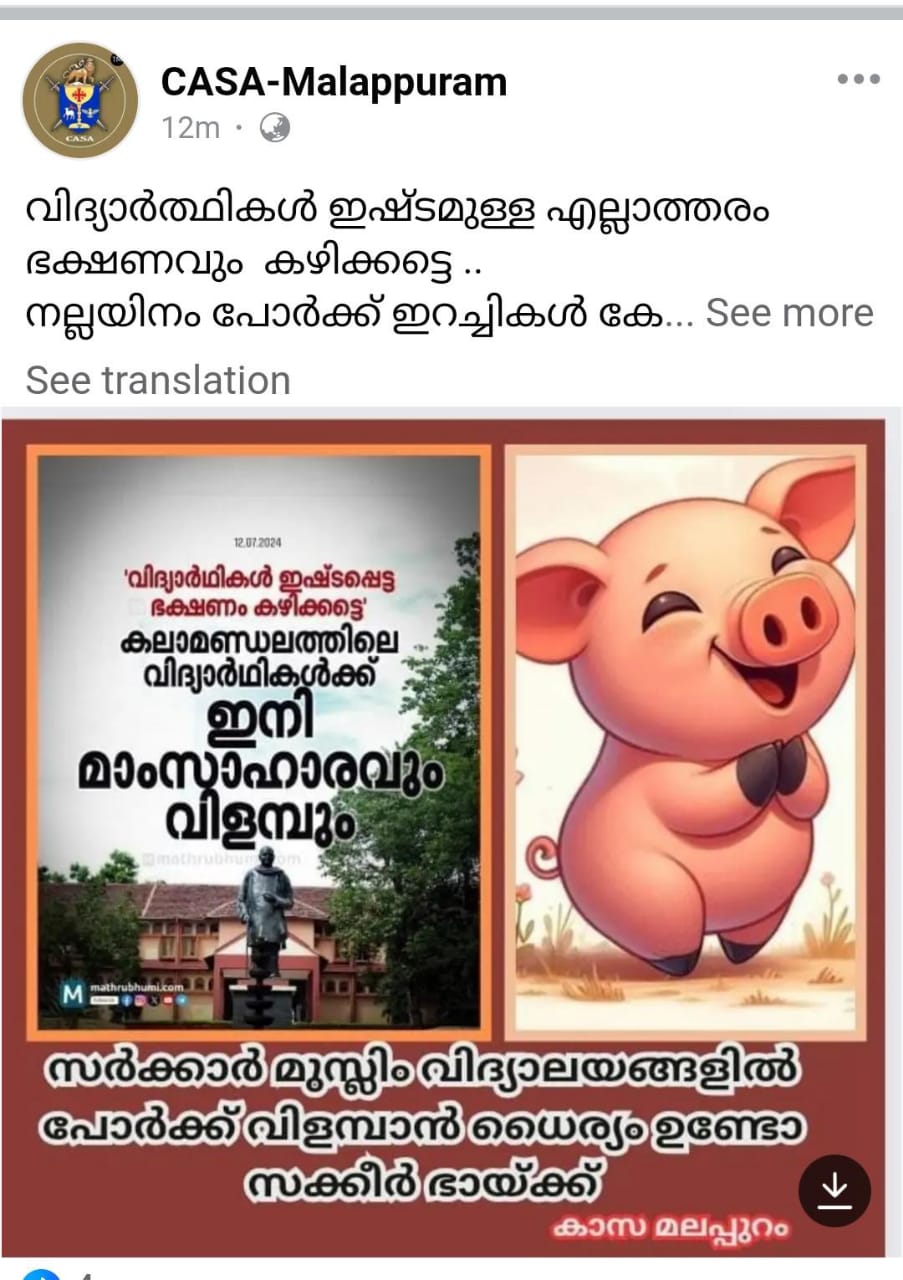 CASA
CASA-Malappuram
12m
വിദ്യാർത്ഥികൾ ഇഷ്ടമുള്ള എല്ലാത്തരം
ഭക്ഷണവും കഴിക്കട്ടെ ..
നല്ലയിനം പോർക്ക് ഇറച്ചികൾ കേ... See more
See translation
12.07.2024
'വിദ്യാർഥികൾ ഇഷ്ടപ്പെട്ട
ഭക്ഷണം കഴിക്കട്ടെ'
കലാമണ്ഡലത്തിലെ
വിദ്യാർഥികൾക്ക്
ഇനി
മാംസാഹാരവും
വിളമ്പും
M mathrubhumi.com
സർക്കാർ മുസ്ലിം വിദ്യാലയങ്ങളിൽ
പോർക്ക് വിളമ്പാൻ ധൈര്യം ഉണ്ടോ
സക്കീർ ഭായ്ക്ക്
കാസ മലപ്പുറം